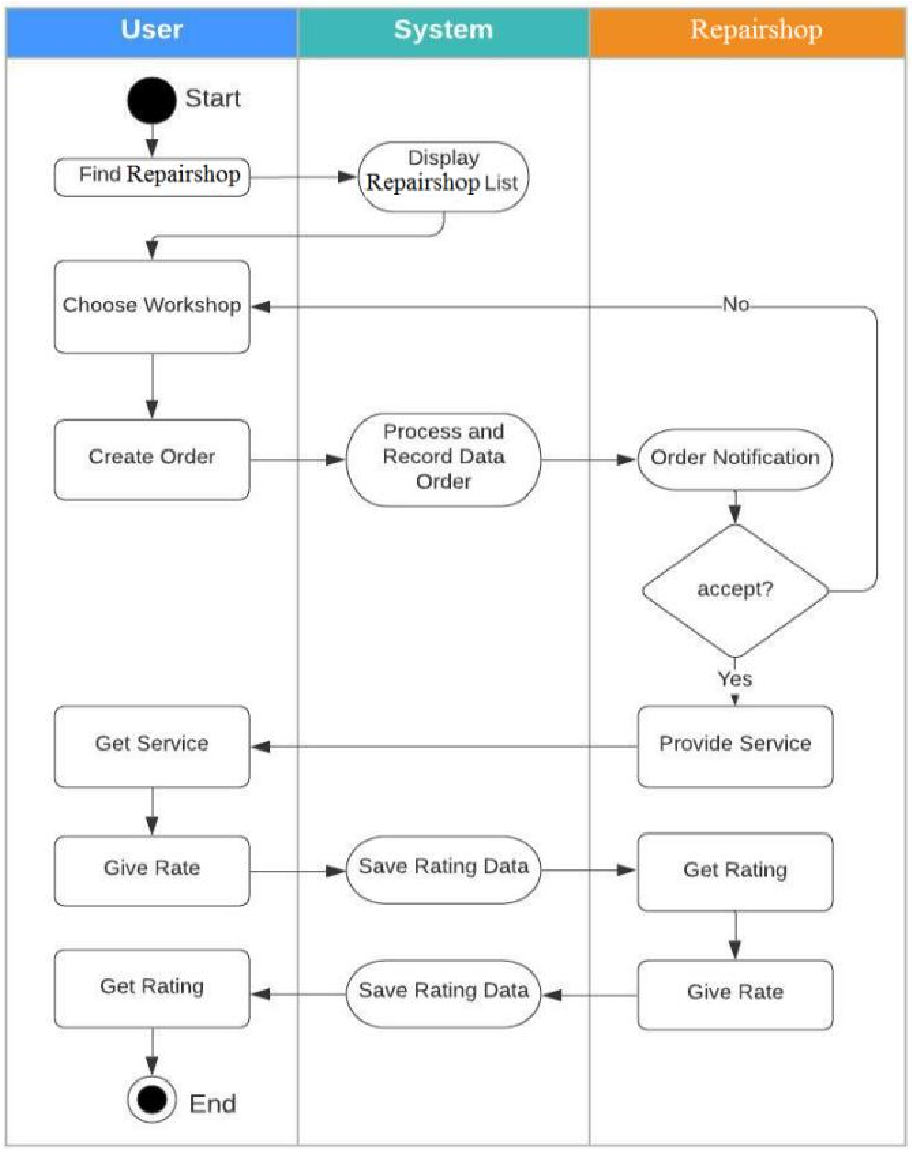 User
System
Repairshop
Start
Find Repairshop
Display
Repairshop List
Choose Workshop
No
Create Order
Process and
Record Data
Order
Order Notification
accept?
Yes
Get Service
Provide Service
Give Rate
Save Rating Data
Get Rating
Get Rating
Save Rating Data
Give Rate
End